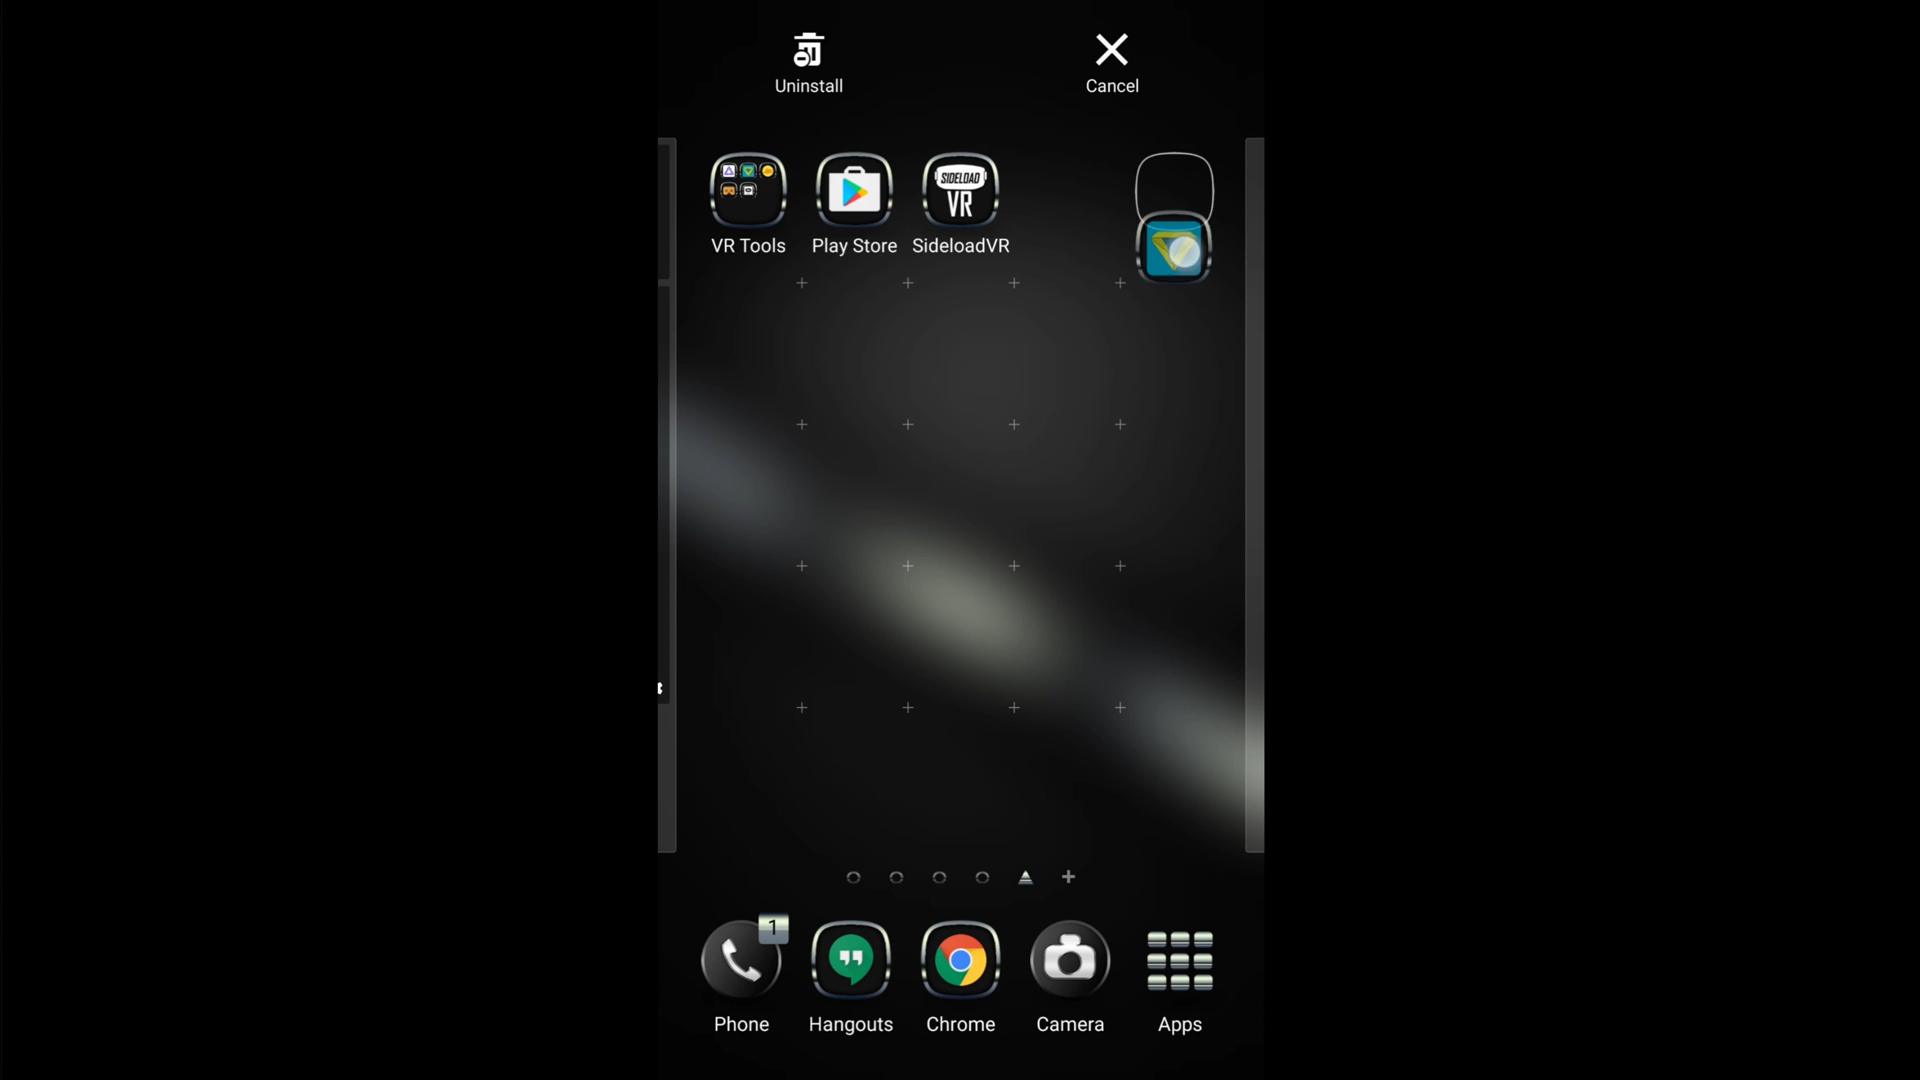 Uninstall Cancel
SIDELOAD
VR
VR Tools Play Store SideloadVR
1
Phone Hangouts Chrome Camera Apps